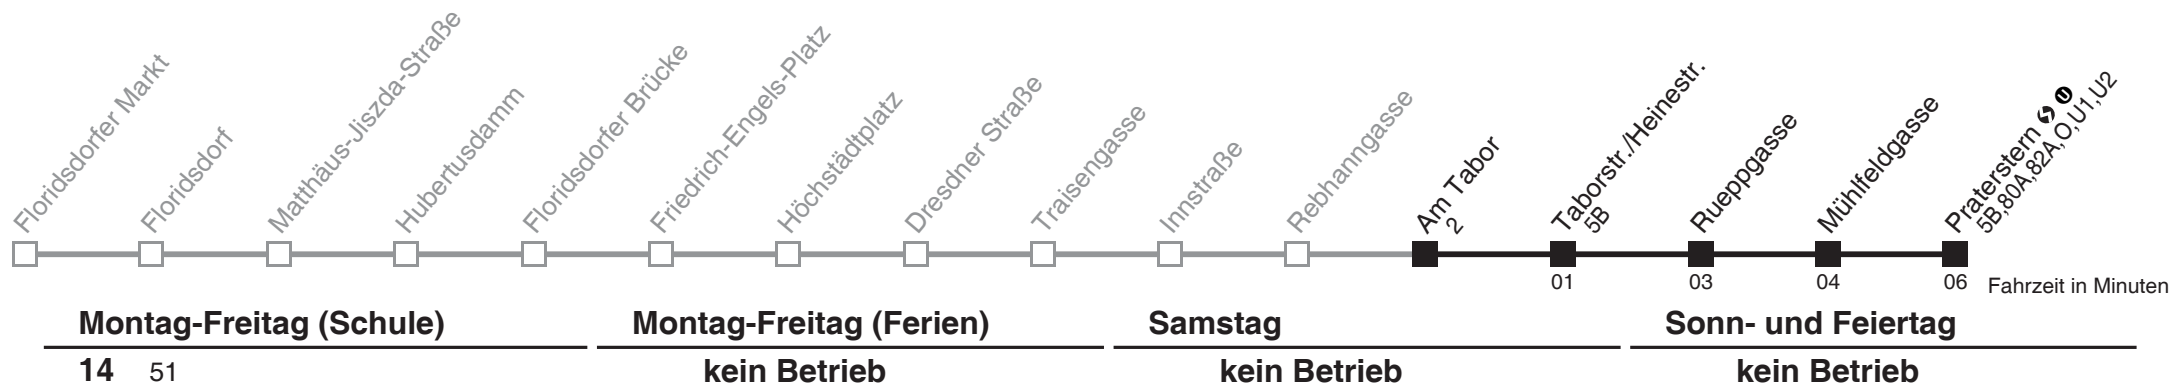 Floridsdorfer Markt
Floridsdorf
Matthäus-Jiszda-Straße
Hubertusdamm
Floridsdorfer Brücke
Friedrich-Engels-Platz
Höchstädtplatz
Dresdner Straße
Traisengasse
Innstraße
Rebhanngasse
Am Tabor
2
Taborstr./Heinestr.
5B
Rueppgasse
Mühlfeldgasse
Praterstern S U
5B,80A,82A,O,U1,U2
01 03 04 06 Fahrzeit in Minuten
Montag-Freitag (Schule) Montag-Freitag (Ferien) Samstag Sonn- und Feiertag
14 51 kein Betrieb kein Betrieb kein Betrieb